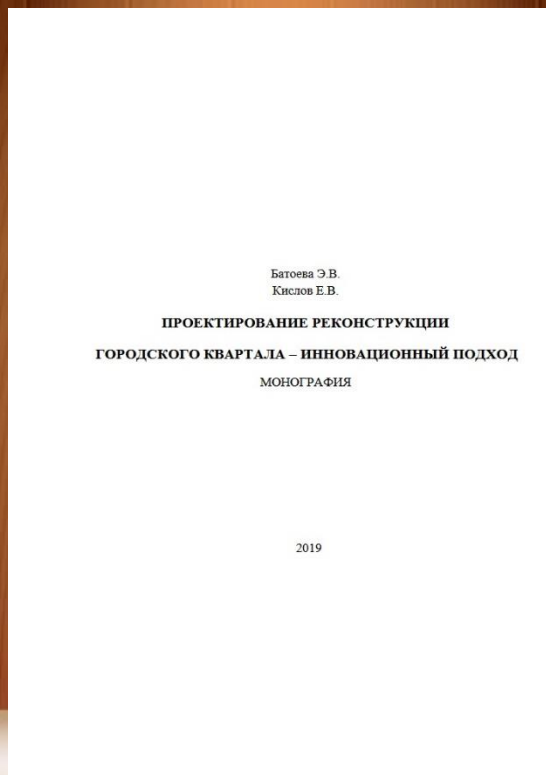 Батоева Э.В.
Кислов Е.В.
ПРОЕКТИРОВАНИЕ РЕКОНСТРУКЦИИ
ГОРОДСКОГО КВАРТАЛА – ИННОВАЦИОННЫЙ ПОДХОД
МОНОГРАФИЯ
2019